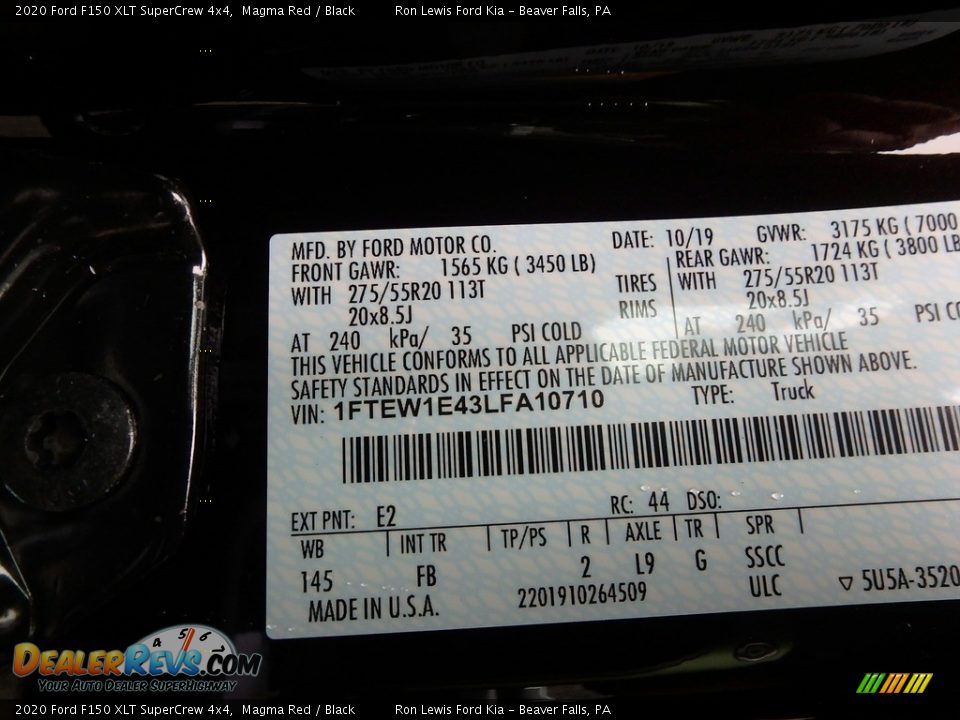 2020 Ford F150 XLT SuperCrew 4x4, Magma Red / Black Ron Lewis Ford Kia - Beaver Falls, PA
MFD. BY FORD MOTOR CO. DATE: 10/19 GVWR: 3175 KG ( 7000
FRONT GAWR: 1565 KG ( 3450 LB) REAR GAWR: 1724 KG ( 3800 LB
WITH 275/55R20 113T TIRES WITH 275/55R20 113T
20x8.5J RIMS 20x8.5J
AT 240 kPa/ 35 PSI COLD AT 240 kPa/ 35 PSI CO
THIS VEHICLE CONFORMS TO ALL APPLICABLE FEDERAL MOTOR VEHICLE
SAFETY STANDARDS IN EFFECT ON THE DATE OF MANUFACTURE SHOWN ABOVE.
VIN: 1FTEW1E43LFA10710 TYPE: Truck
EXT PNT: E2 RC: 44 DSO:
WB INT TR TP/PS R AXLE TR SPR
145 FB 2 L9 G SSCC
MADE IN U.S.A. 2201910264509 ULC 5U5A-3520
4 5 6
DEALERREVS.COM
Your Auto Dealer SuperHighway
2020 Ford F150 XLT SuperCrew 4x4, Magma Red / Black Ron Lewis Ford Kia - Beaver Falls, PA